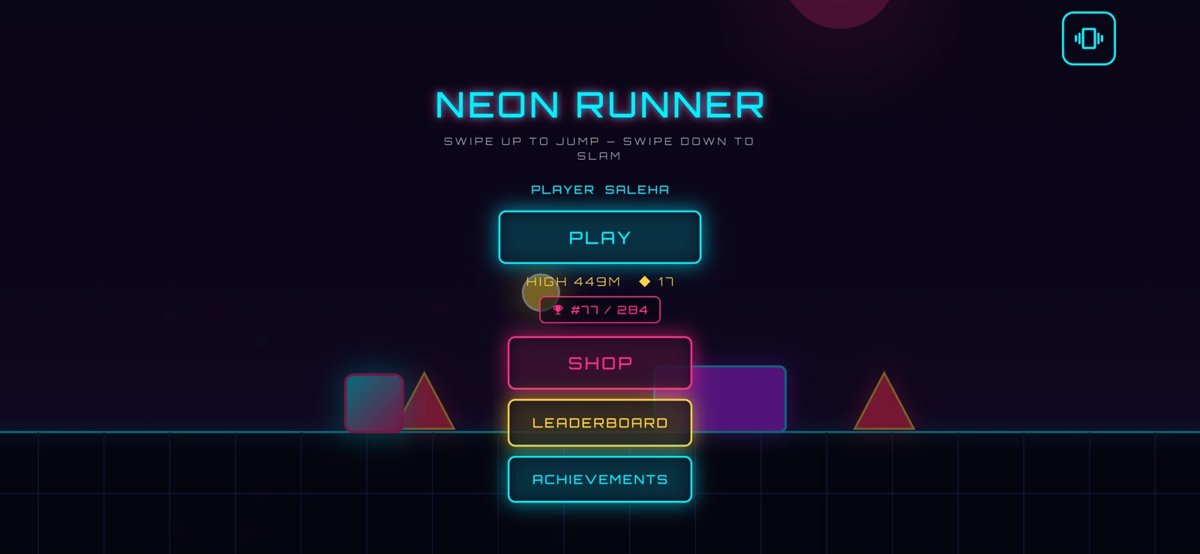 NEON RUNNER
SWIPE UP TO JUMP – SWIPE DOWN TO
SLAM
PLAYER SALEHA
PLAY
HIGH 449M ◆ 17
#77 / 284
SHOP
LEADERBOARD
ACHIEVEMENTS